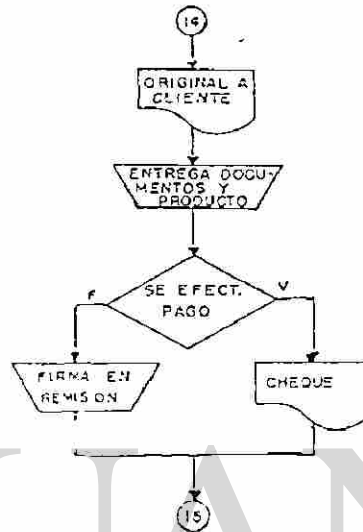 14
ORIGINAL A
CLIENTE
ENTREGA DOCU-
MENTOS Y
PRODUCTO
SE EFECT.
PAGO
F
V
FIRMA EN
REMISION
CHEQUE
15